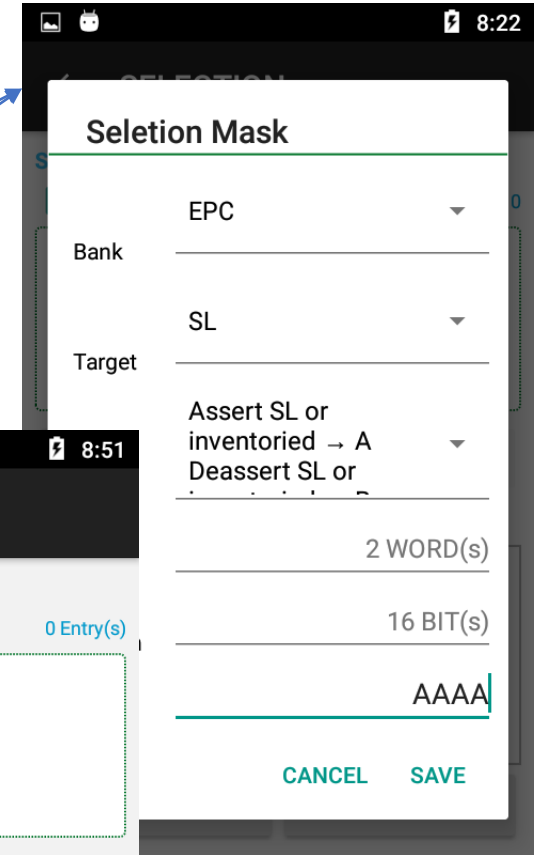 8:22
Seletion Mask
EPC
Bank
SL
Target
Assert SL or
inventoried → A
Deassert SL or
8:51
2 WORD(s)
0 Entry(s)
16 BIT(s)
AAAA
CANCEL SAVE